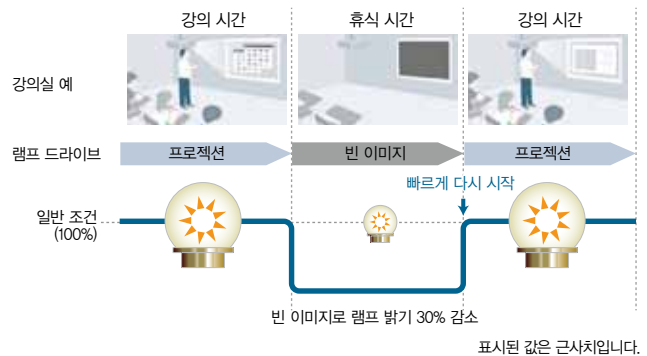 강의 시간
휴식 시간
강의 시간
강의실 예
램프 드라이브
프로젝션
빈 이미지
프로젝션
빠르게 다시 시작
일반 조건
(100%)
빈 이미지로 램프 밝기 30% 감소
표시된 값은 근사치입니다.